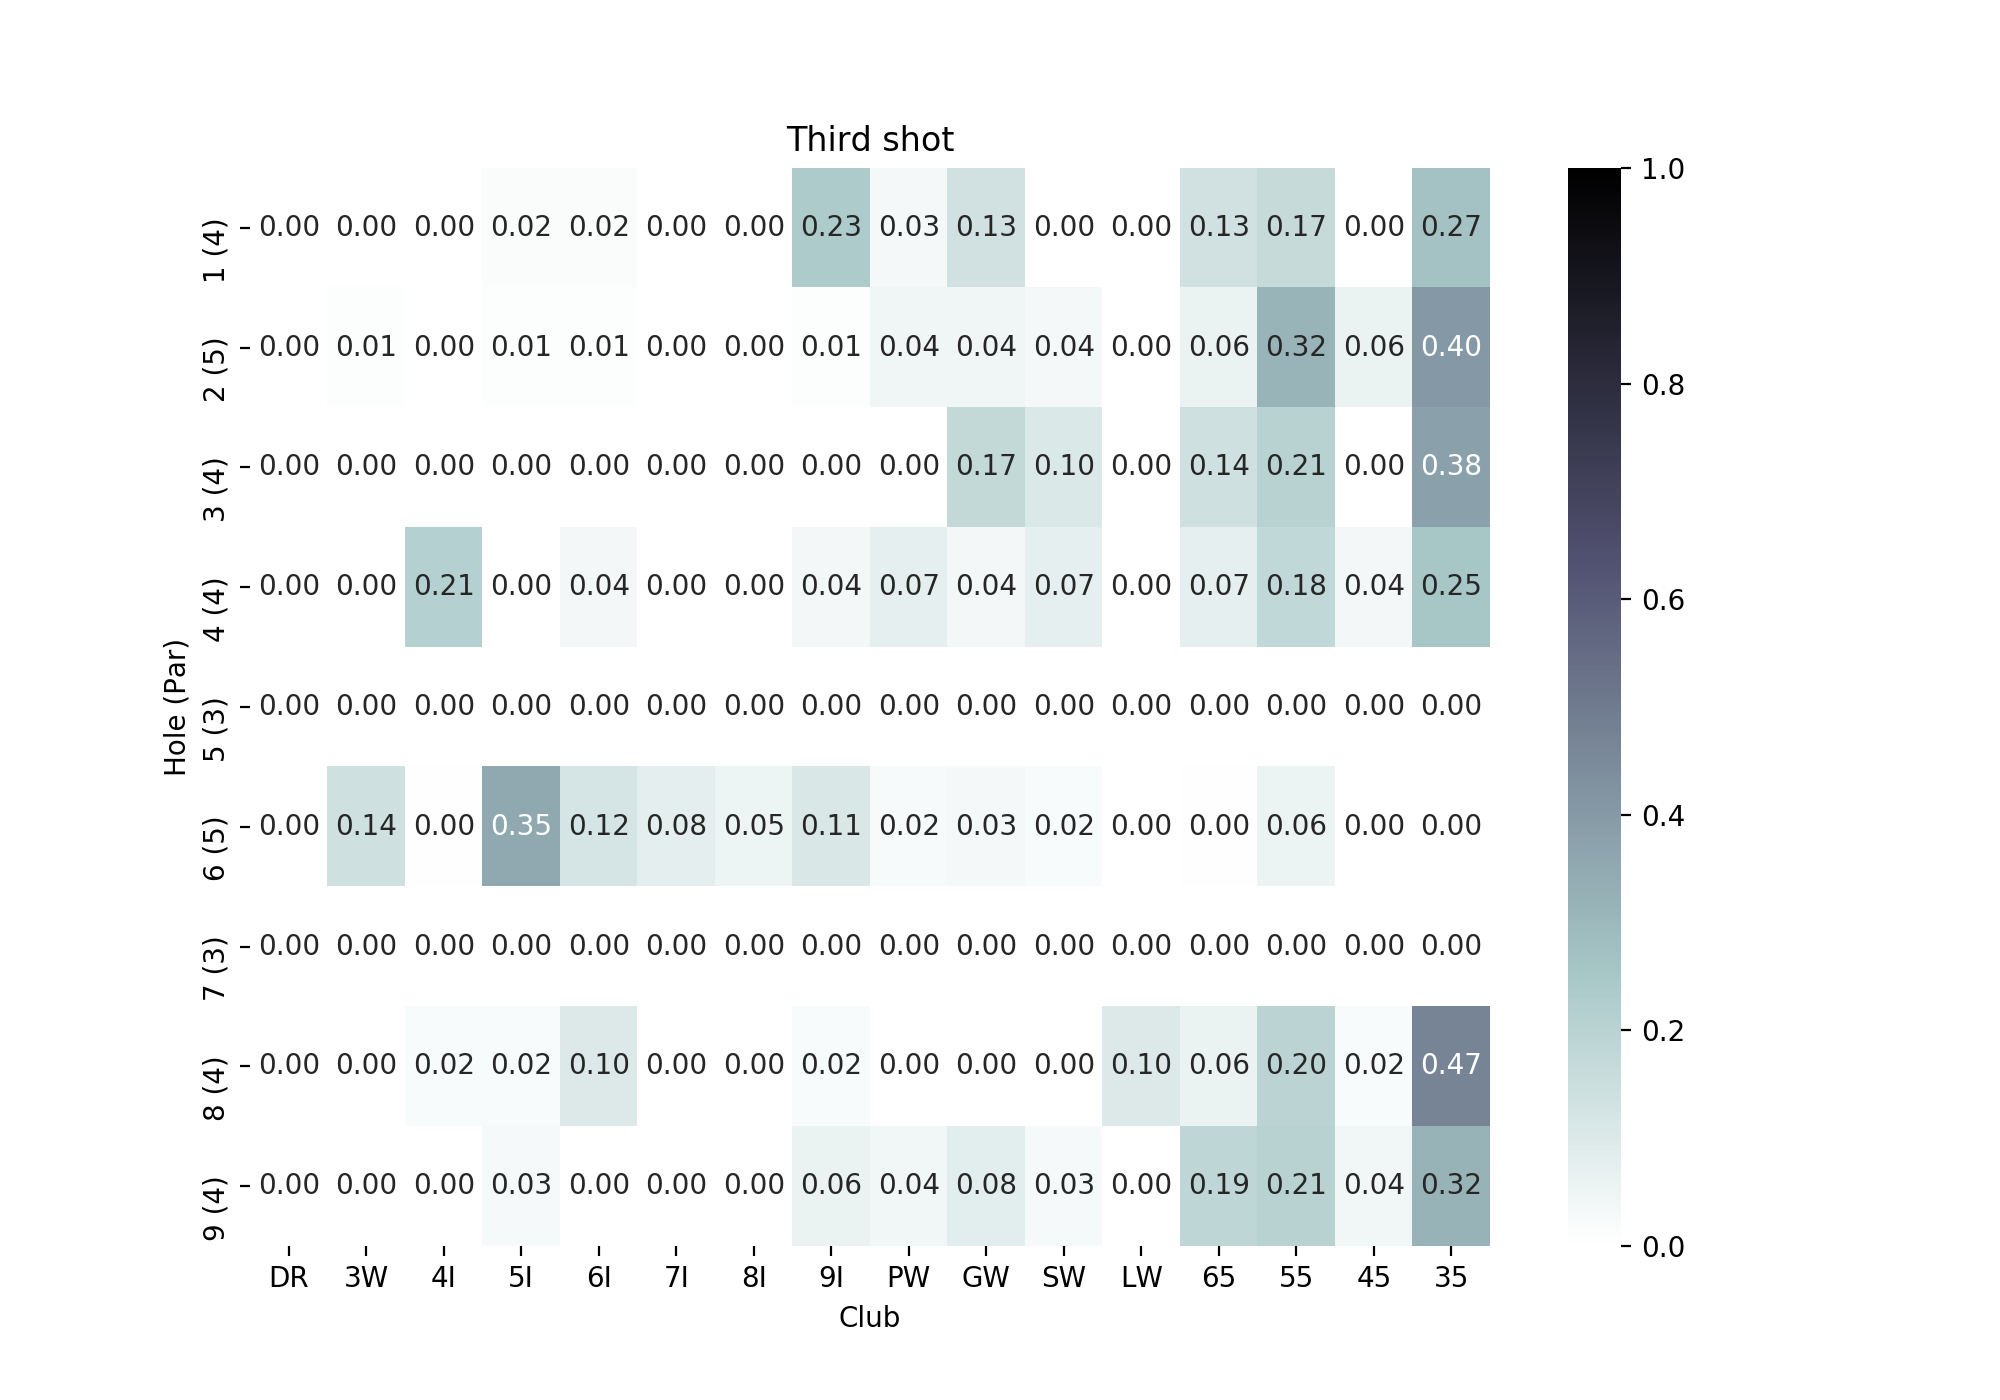 Third shot
1 (4) 0.00 0.00 0.00 0.02 0.02 0.00 0.00 0.23 0.03 0.13 0.00 0.00 0.13 0.17 0.00 0.27
2 (5) 0.00 0.01 0.00 0.01 0.01 0.00 0.00 0.01 0.04 0.04 0.04 0.00 0.06 0.32 0.06 0.40
3 (4) 0.00 0.00 0.00 0.00 0.00 0.00 0.00 0.00 0.00 0.17 0.10 0.00 0.14 0.21 0.00 0.38
4 (4) 0.00 0.00 0.21 0.00 0.04 0.00 0.00 0.04 0.07 0.04 0.07 0.00 0.07 0.18 0.04 0.25
5 (3) 0.00 0.00 0.00 0.00 0.00 0.00 0.00 0.00 0.00 0.00 0.00 0.00 0.00 0.00 0.00 0.00
6 (5) 0.00 0.14 0.00 0.35 0.12 0.08 0.05 0.11 0.02 0.03 0.02 0.00 0.00 0.06 0.00 0.00
7 (3) 0.00 0.00 0.00 0.00 0.00 0.00 0.00 0.00 0.00 0.00 0.00 0.00 0.00 0.00 0.00 0.00
8 (4) 0.00 0.00 0.02 0.02 0.10 0.00 0.00 0.02 0.00 0.00 0.00 0.10 0.06 0.20 0.02 0.47
9 (4) 0.00 0.00 0.00 0.03 0.00 0.00 0.00 0.06 0.04 0.08 0.03 0.00 0.19 0.21 0.04 0.32
DR 3W 4I 5I 6I 7I 8I 9I PW GW SW LW 65 55 45 35
Club
Hole (Par)
1.0
0.8
0.6
0.4
0.2
0.0